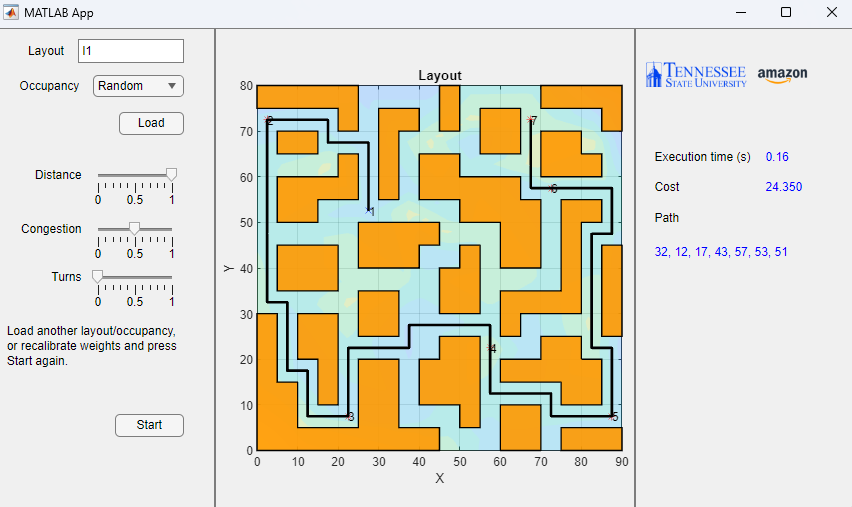 MATLAB App
Layout
l1
Occupancy
Random
Load
Distance
0 0.5 1
Congestion
0 0.5 1
Turns
0 0.5 1
Load another layout/occupancy,
or recalibrate weights and press
Start again.
Start
Layout
80
70
60
50
40
30
20
10
0
Y
0 10 20 30 40 50 60 70 80 90
X
2
7
6
1
4
3
5
TENNESSEE
STATE UNIVERSITY
amazon
Execution time (s) 0.16
Cost 24.350
Path
32, 12, 17, 43, 57, 53, 51